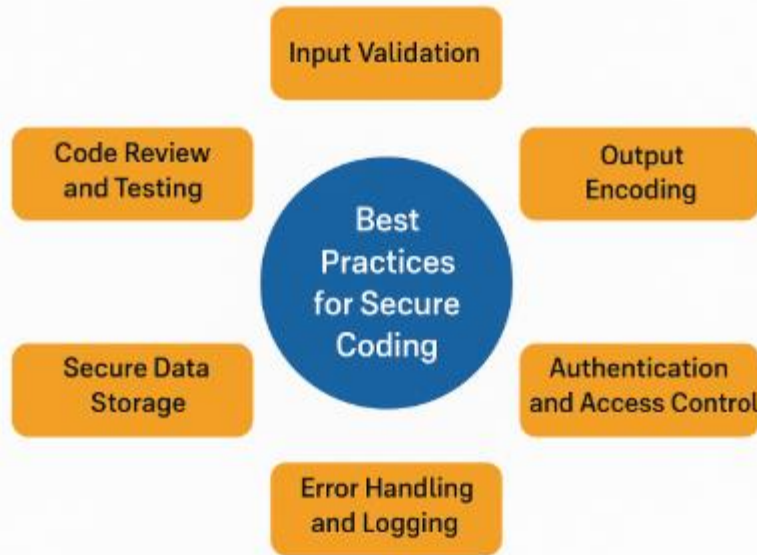 Input Validation
Code Review
and Testing
Output
Encoding
Best
Practices
for Secure
Coding
Secure Data
Storage
Authentication
and Access Control
Error Handling
and Logging